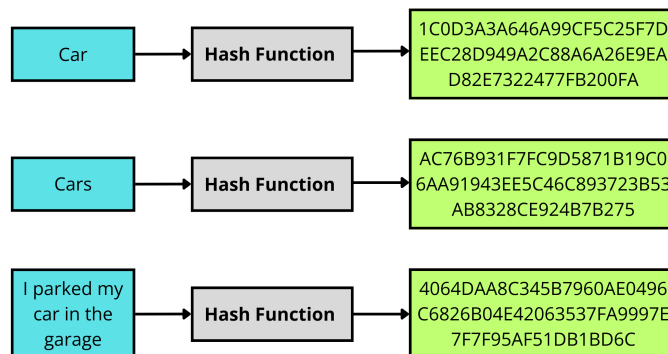 Car
Hash Function
1C0D3A3A646A99CF5C25F7D
EEC28D949A2C88A6A26E9EA
D82E7322477FB200FA
Cars
Hash Function
AC76B931F7FC9D5871B19C0
6AA91943EE5C46C893723B53
AB8328CE924B7B275
I parked my
car in the
garage
Hash Function
4064DAA8C345B7960AE0496
C6826B04E42063537FA9997E
7F7F95AF51DB1BD6C